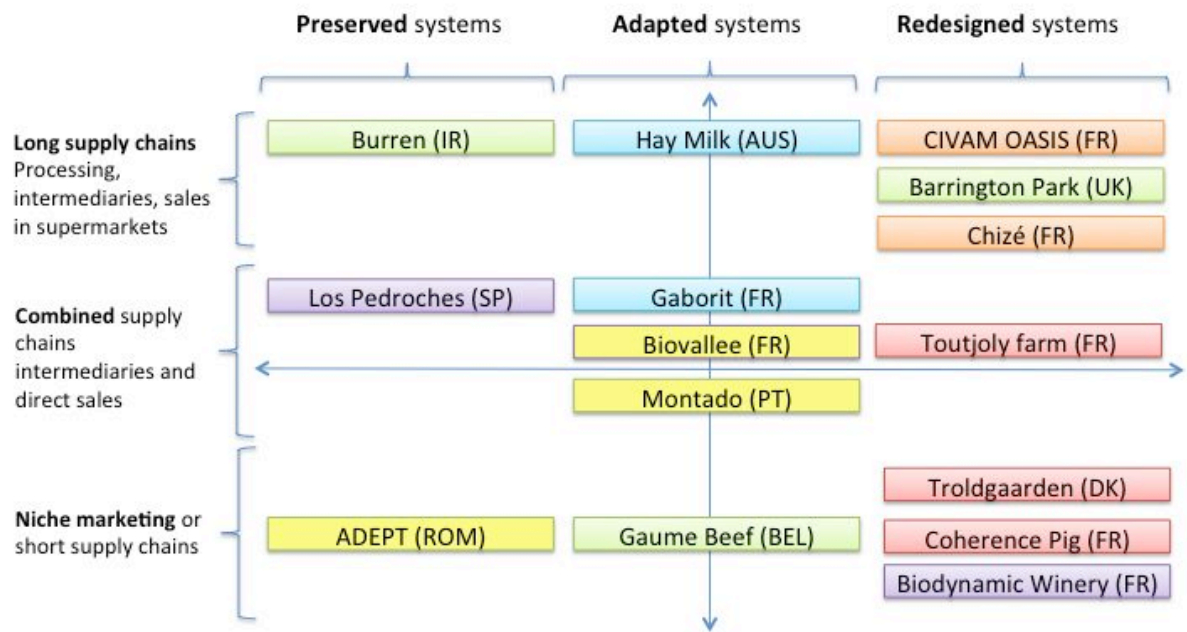 Preserved systems
Adapted systems
Redesigned systems
Long supply chains
Processing,
intermediaries, sales
in supermarkets
Burren (IR)
Hay Milk (AUS)
CIVAM OASIS (FR)
Barrington Park (UK)
Chizé (FR)
Combined supply
chains
intermediaries and
direct sales
Los Pedroches (SP)
Gaborit (FR)
Biovallee (FR)
Toutjoly farm (FR)
Montado (PT)
Niche marketing or
short supply chains
ADEPT (ROM)
Gaume Beef (BEL)
Troldgaarden (DK)
Coherence Pig (FR)
Biodynamic Winery (FR)